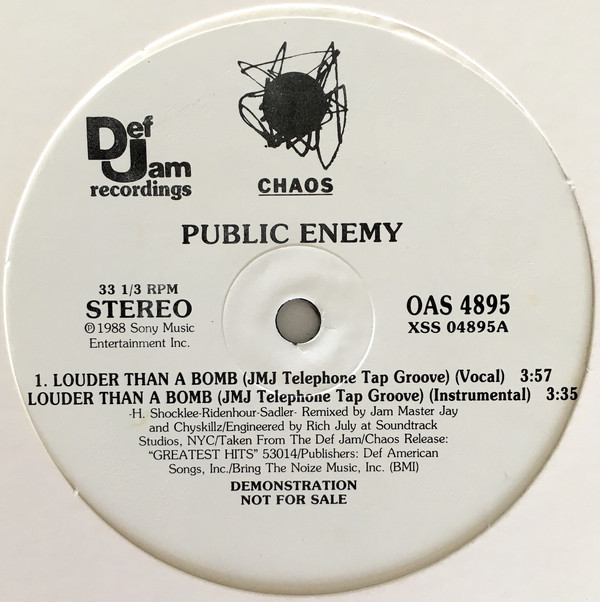 Def Jam
recordings
CHAOS
PUBLIC ENEMY
33 1/3 RPM
STEREO
℗1988 Sony Music
Entertainment Inc.
OAS 4895
XSS 04895A
1. LOUDER THAN A BOMB (JMJ Telephone Tap Groove) (Vocal) 3:57
LOUDER THAN A BOMB (JMJ Telephone Tap Groove) (Instrumental) 3:35
-H. Shocklee-Ridenhour-Sadler- Remixed by Jam Master Jay
and Chyskillz/Engineered by Rich July at Soundtrack
Studios, NYC/Taken From The Def Jam/Chaos Release:
"GREATEST HITS" 53014/Publishers: Def American
Songs, Inc./Bring The Noize Music, Inc. (BMI)
DEMONSTRATION
NOT FOR SALE